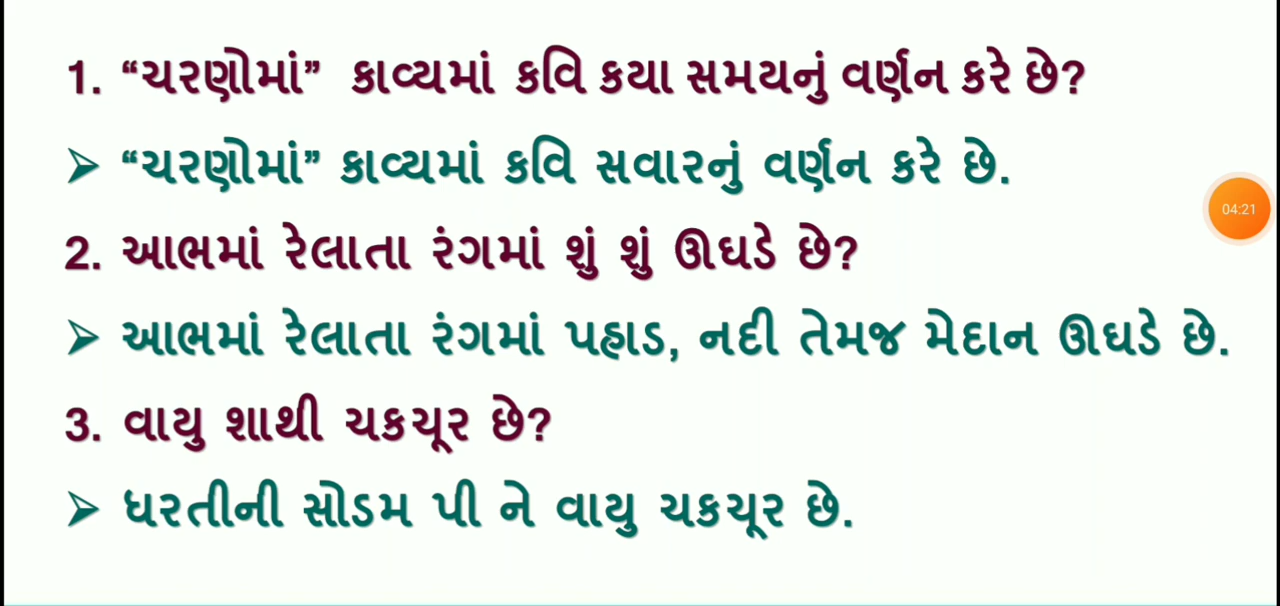 1. “ચરણોમાં” કાવ્યમાં કવિ કયા સમયનું વર્ણન કરે છે?
➢ “ચરણોમાં” કાવ્યમાં કવિ સવારનું વર્ણન કરે છે.
04:21
2. આભમાં રેલાતા રંગમાં શું શું ઊઘડે છે?
➢ આભમાં રેલાતા રંગમાં પહાડ, નદી તેમજ મેદાન ઊઘડે છે.
3. વાયુ શાથી ચકચૂર છે?
➢ ધરતીની સોડમ પી ને વાયુ ચકચૂર છે.